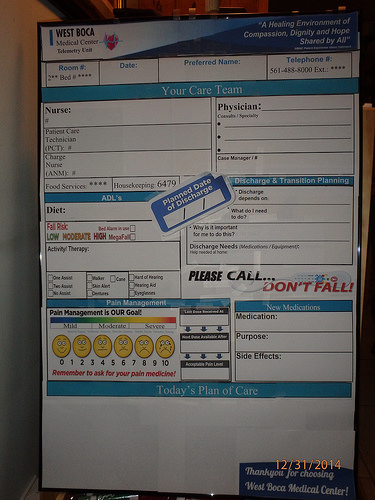 WEST BOCA
Medical Center
Telemetry Unit
"A Healing Environment of
Compassion, Dignity and Hope
Shared by All"
Room #:
2** Bed # ****
Date:
Preferred Name:
Telephone #:
561-488-8000 Ext.: ****
Your Care Team
Nurse:
#
Patient Care
Technician
(PCT): #
Charge
Nurse
(ANM): #
Food Services: ****
Housekeeping: 6479
Physician:
Consults / Specialty
Case Manager / #
Planned Date
of Discharge
/ /
ADL's
Diet:
Fall Risk:
Bed Alarm in use
LOW MODERATE HIGH MegaFall
Activity/ Therapy:
One Assist
Two Assist
No Assist
Walker
Cane
Skin Alert
Dentures
Hard of Hearing
Hearing Aid
Eyeglasses
Discharge & Transition Planning
Discharge
depends on:
What do I need
to do?
Why is it important
for me to do this?
Discharge Needs (Medications / Equipment):
Help needed at home:
PLEASE CALL...
DON'T FALL!
Pain Management
Pain Management is OUR Goal!
Mild Moderate Severe
0 1 2 3 4 5 6 7 8 9 10
Remember to ask for your pain medicine!
Last Dose Received At
Next Dose Available After
Acceptable Pain Level
New Medications
Medication:
Purpose:
Side Effects:
Today's Plan of Care
Thank you for choosing
West Boca Medical Center!
12/31/2014